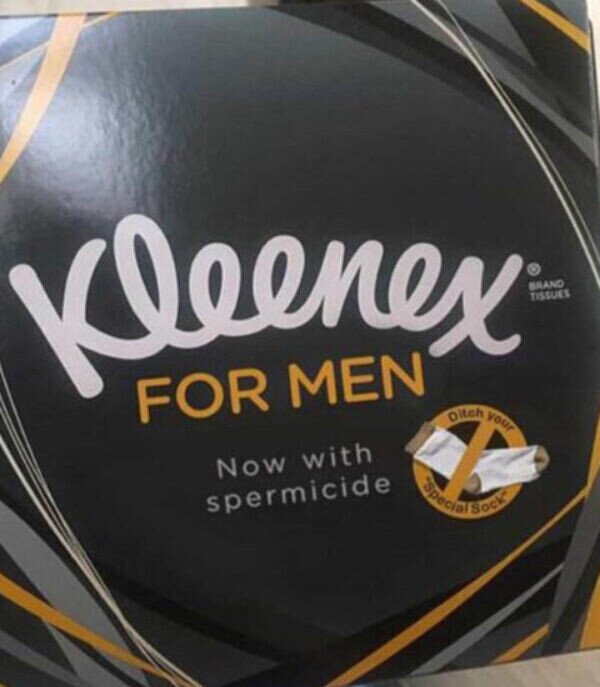 Kleenex®
BRAND
TISSUES
FOR MEN
Now with
spermicide
Ditch your
"Special Sock"